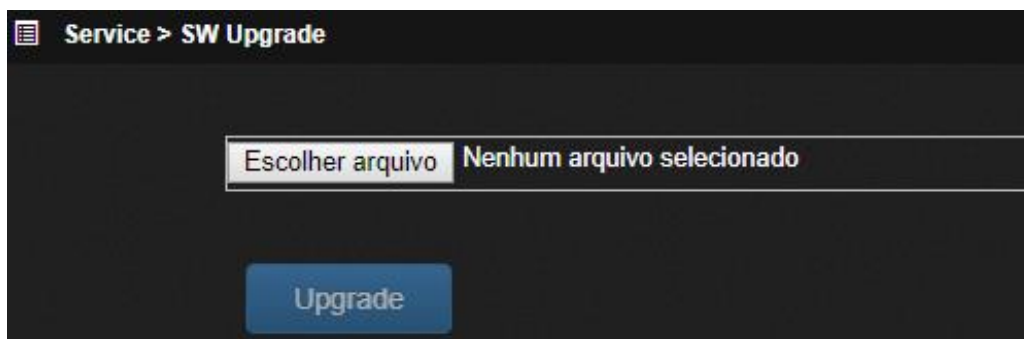 Service > SW Upgrade
Escolher arquivo Nenhum arquivo selecionado
Upgrade